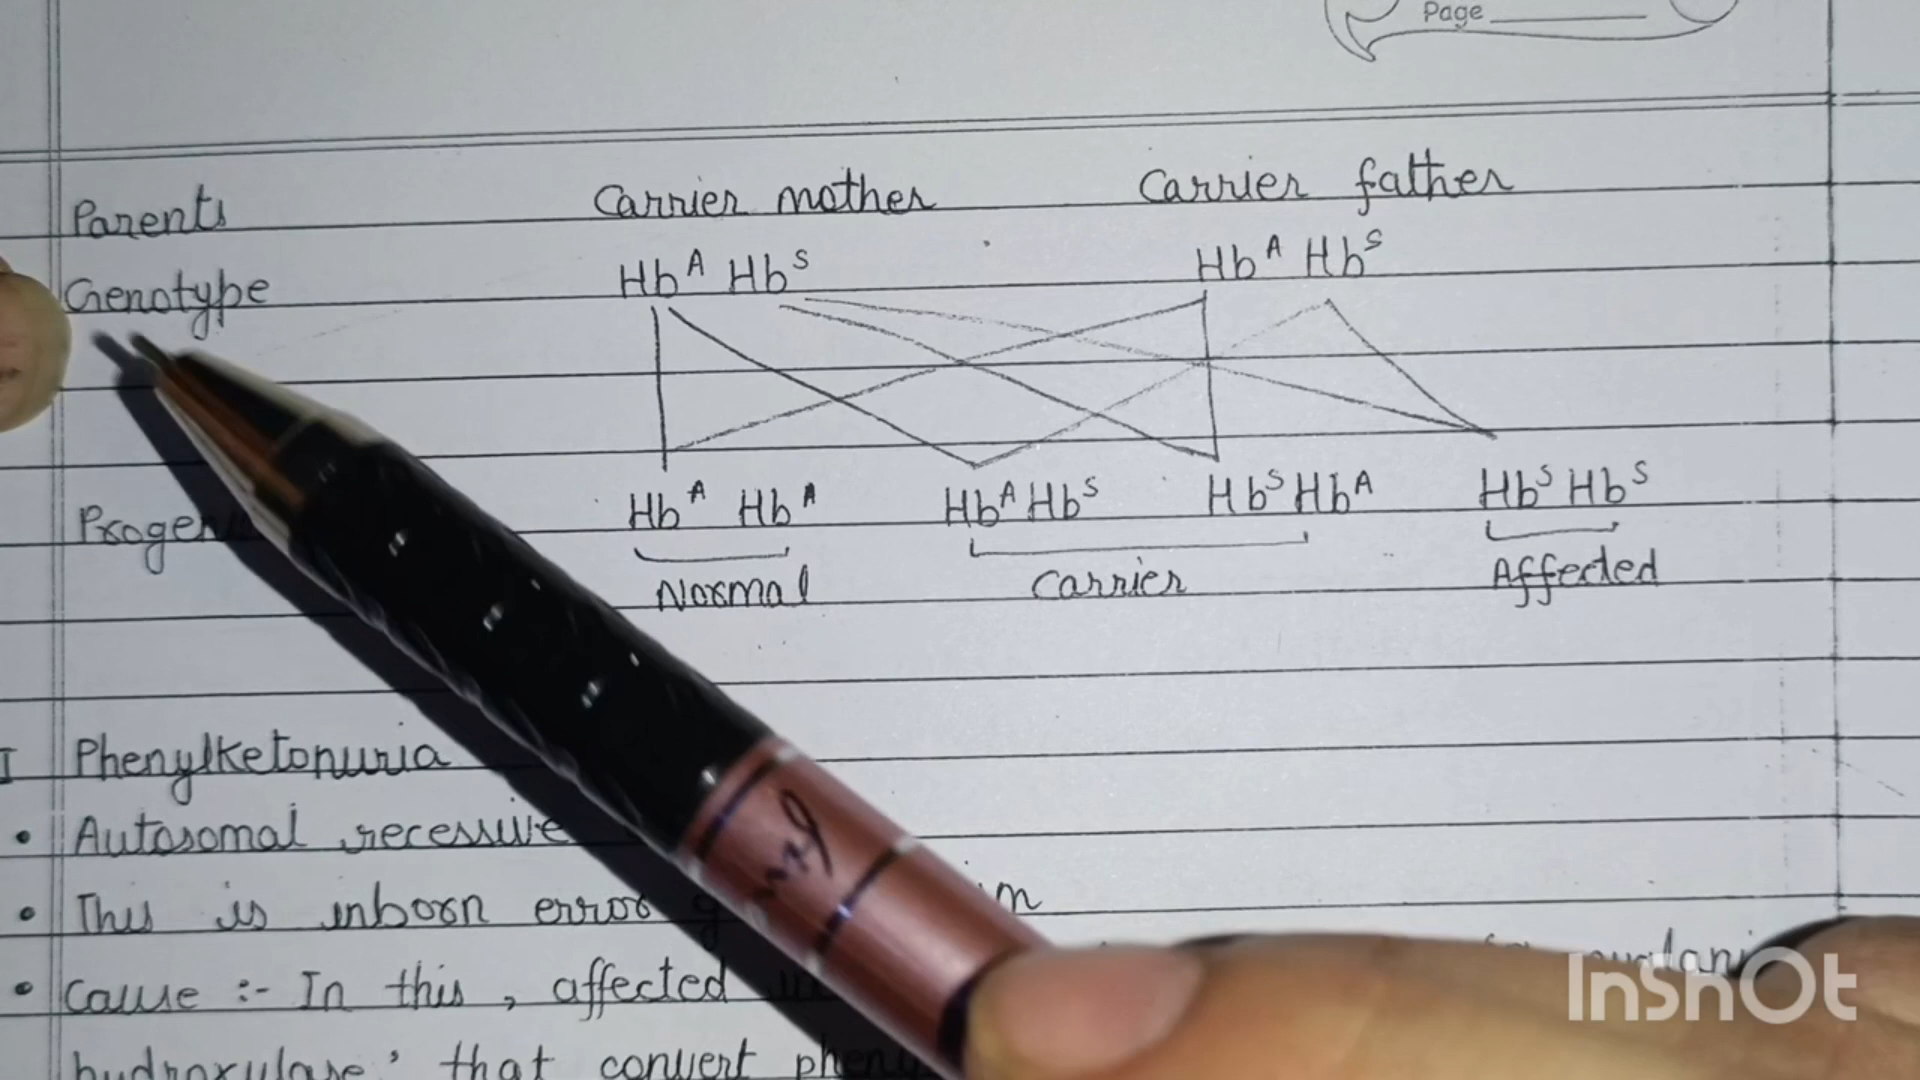 Page
Parents Carrier mother Carrier father
Genotype Hb^A Hb^S Hb^A Hb^S
Hb^A Hb^A Hb^A Hb^S Hb^S Hb^A Hb^S Hb^S
Normal Carrier Affected
I Phenylketonuria
• Autosomal recessive
• This is inborn error
• Cause :- In this, affected
hydroxylase' that convert
InShOt